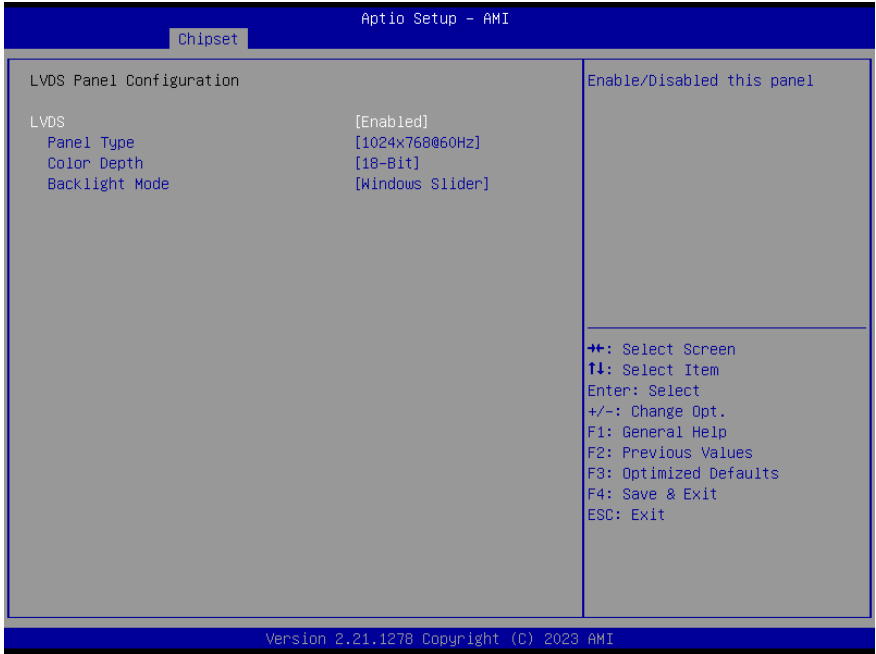 Aptio Setup – AMI
Chipset
LVDS Panel Configuration
LVDS [Enabled]
Panel Type [1024x768@60Hz]
Color Depth [18-Bit]
Backlight Mode [Windows Slider]
Enable/Disabled this panel
→←: Select Screen
↑↓: Select Item
Enter: Select
+/-: Change Opt.
F1: General Help
F2: Previous Values
F3: Optimized Defaults
F4: Save & Exit
ESC: Exit
Version 2.21.1278 Copyright (C) 2023 AMI